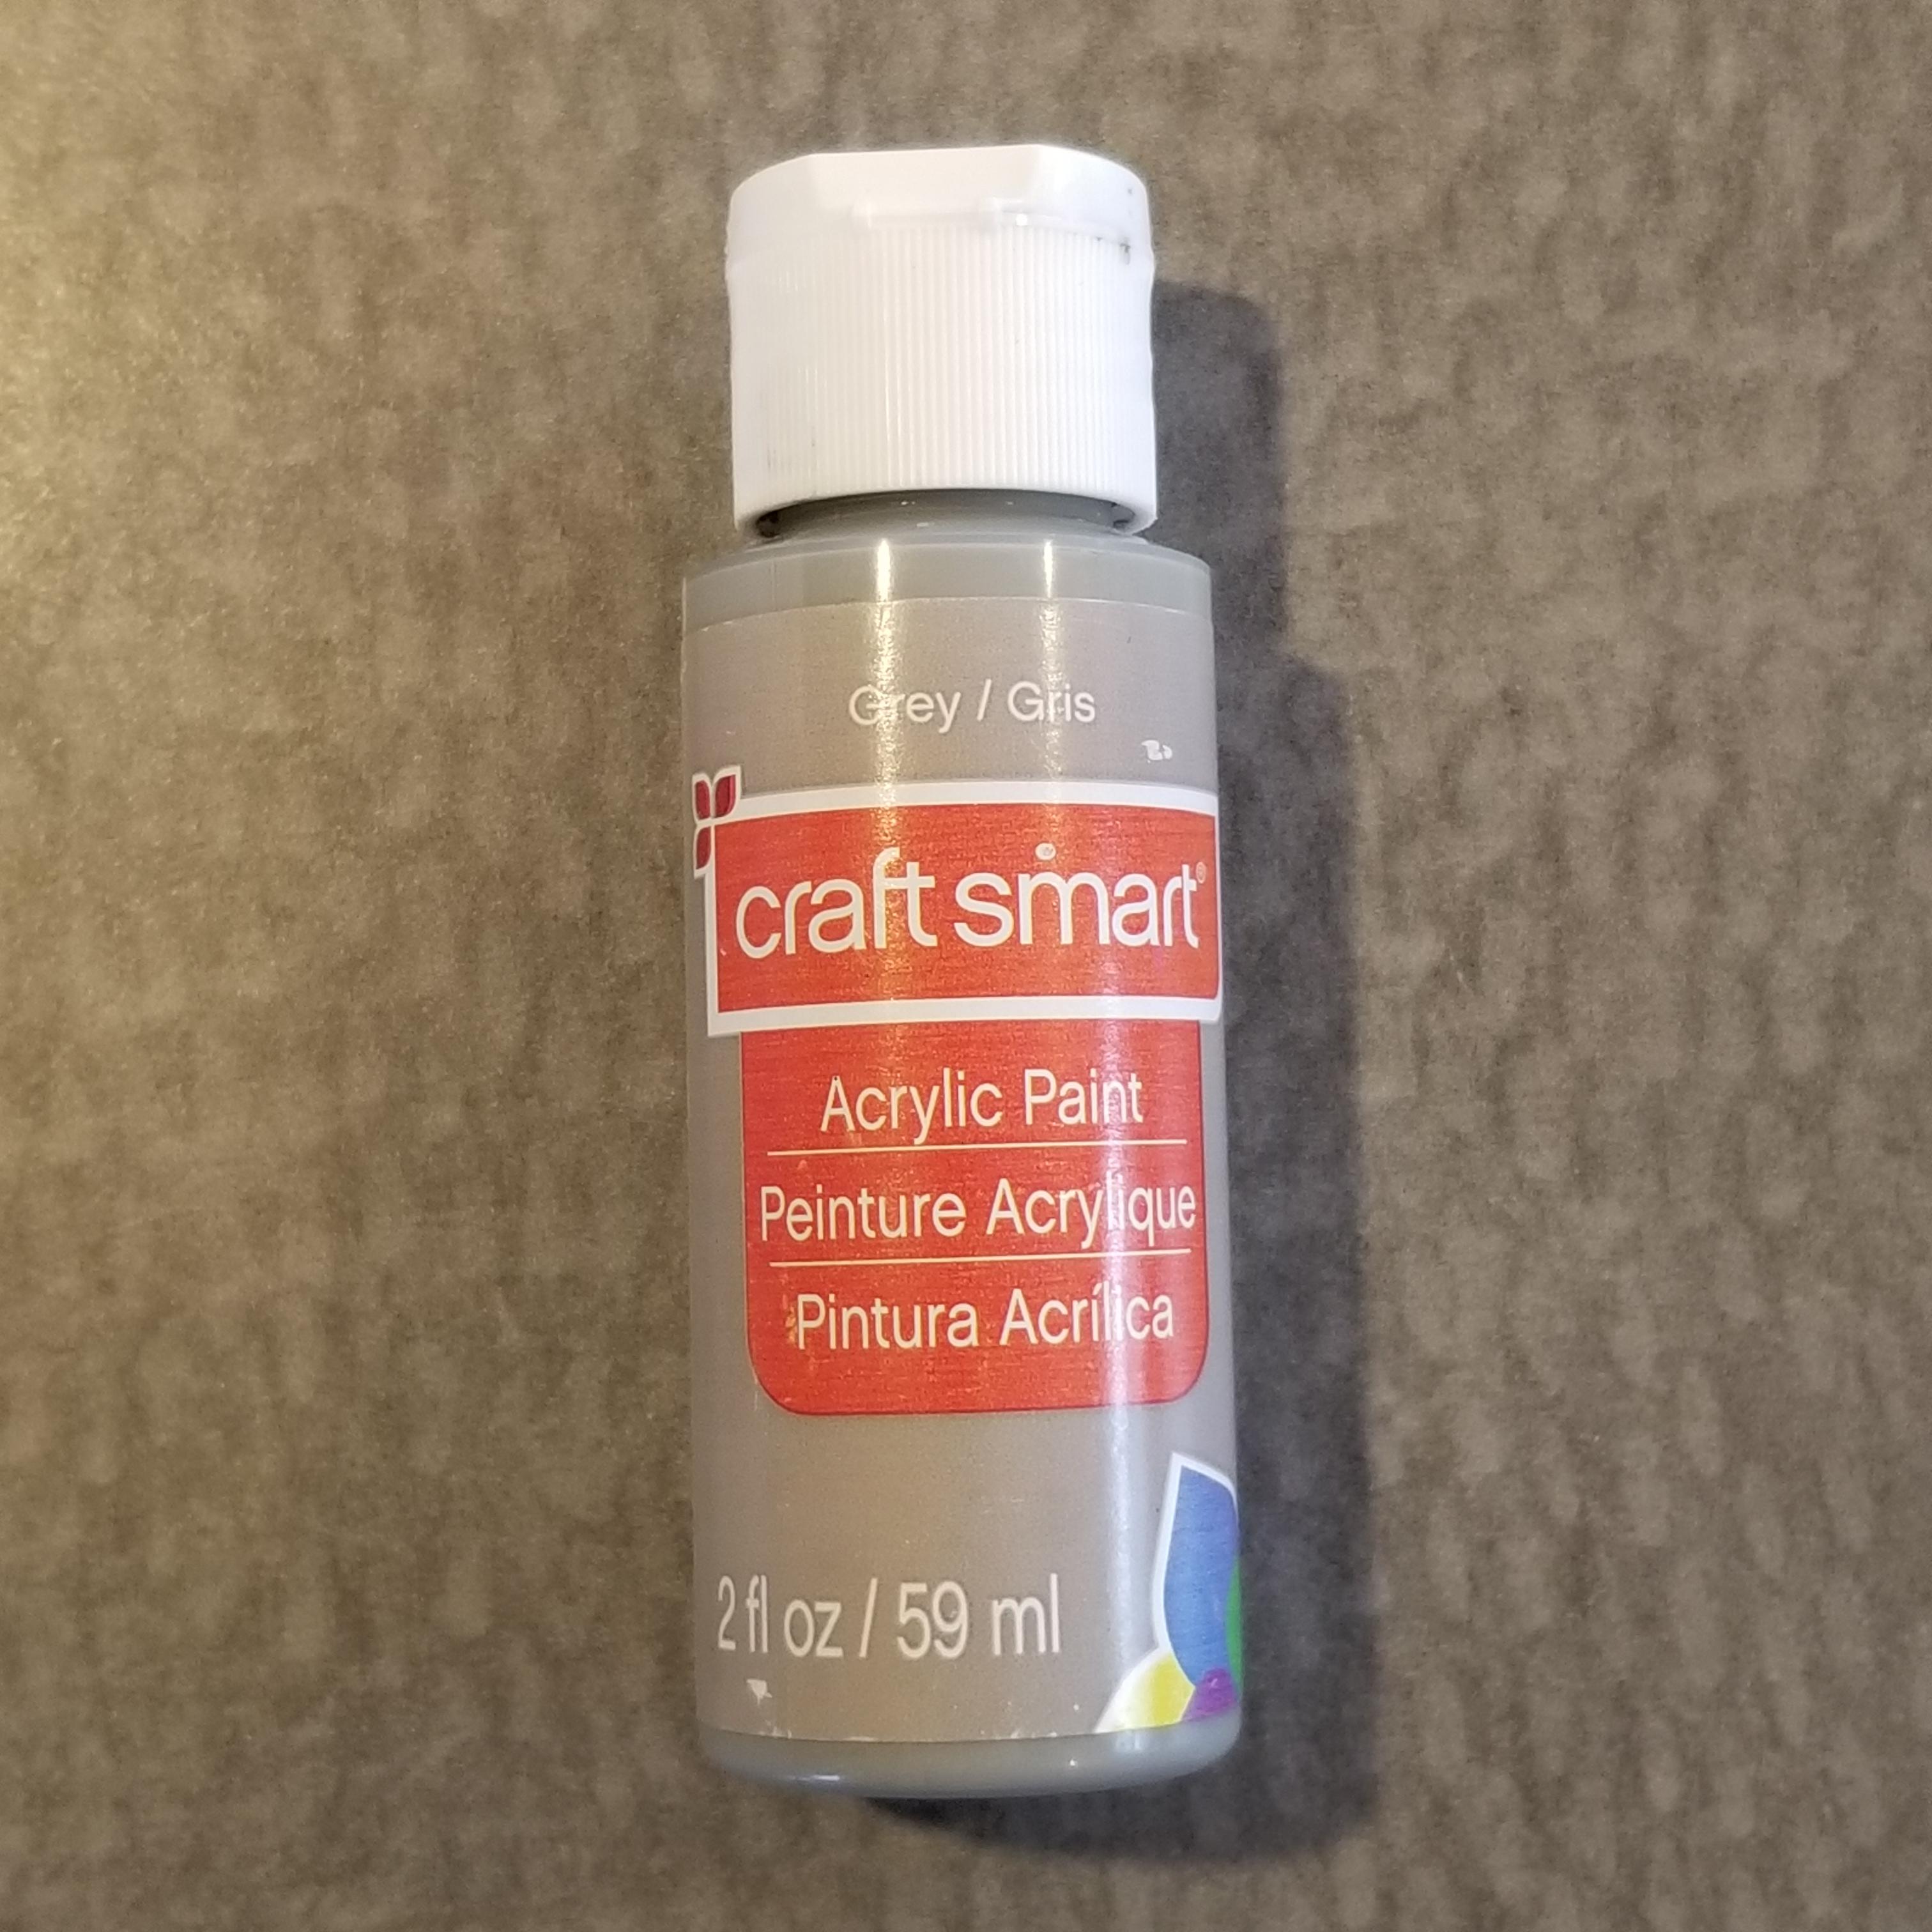 Grey / Gris
craft smart®
Acrylic Paint
Peinture Acrylique
Pintura Acrílica
2 fl oz / 59 ml